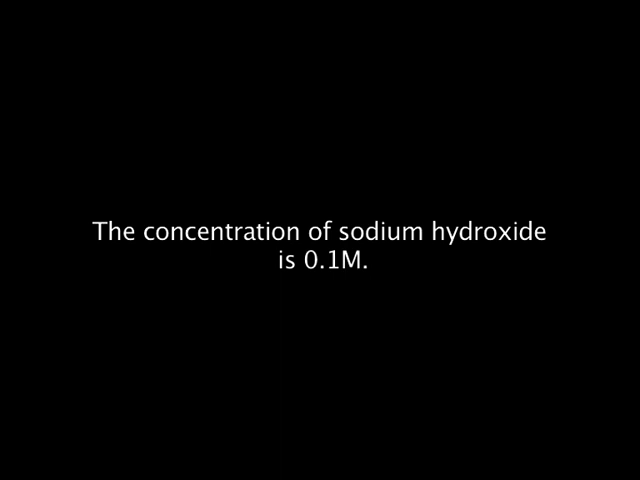 The concentration of sodium hydroxide
is 0.1M.